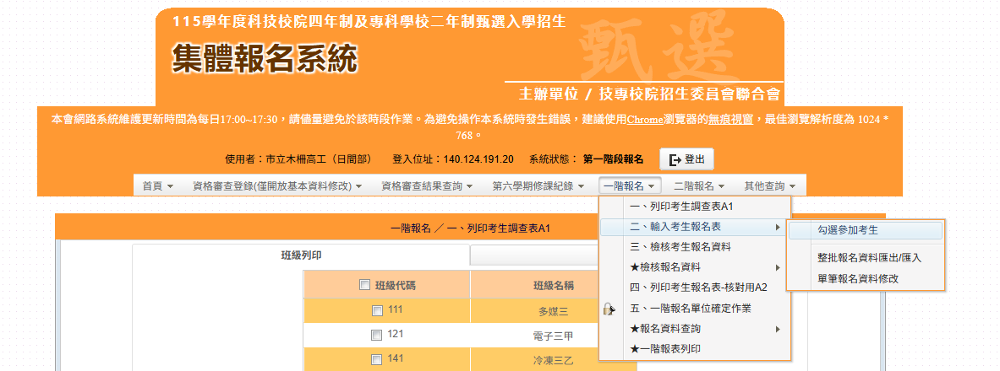 115學年度科技校院四年制及專科學校二年制甄選入學招生
甄選
集體報名系統
主辦單位 / 技專校院招生委員會聯合會
本會網路系統維護更新時間為每日17:00~17:30，請儘量避免於該時段作業。為避免操作本系統時發生錯誤，建議使用Chrome瀏覽器的無痕視窗，最佳瀏覽解析度為 1024 *
768。
使用者：市立木柵高工（日間部） 登入位址：140.124.191.20 系統狀態： 第一階段報名 登出
首頁 資格審查登錄(僅開放基本資料修改) 資格審查結果查詢 第六學期修課紀錄 一階報名 二階報名 其他查詢
一、列印考生調查表A1
二、輸入考生報名表
三、檢核考生報名資料
★檢核報名資料
四、列印考生報名表-核對用A2
五、一階報名單位確定作業
★報名資料查詢
★一階報表列印
勾選參加考生
整批報名資料匯出/匯入
單筆報名資料修改
一階報名 ／ 一、列印考生調查表A1
班級列印
班級代碼 班級名稱
111 多媒三
121 電子三甲
141 冷凍三乙